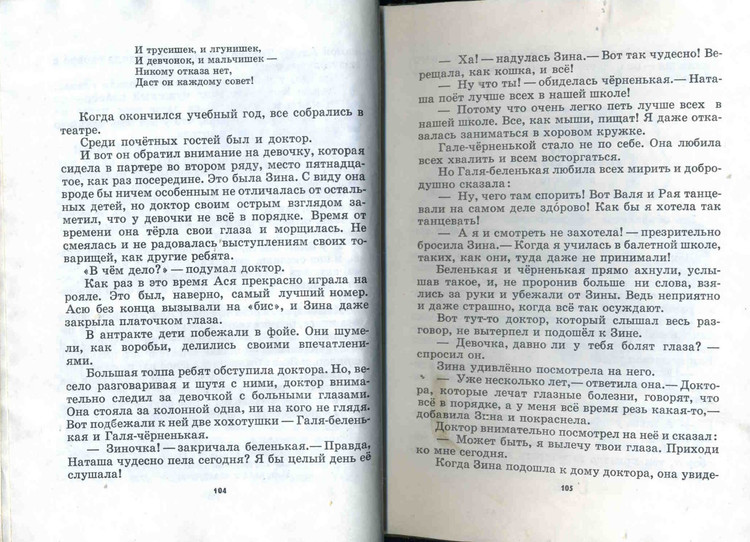 И трусишек, и лгунишек,
И девчонок, и мальчишек —
Никому отказа нет,
Даст он каждому совет!
Когда окончился учебный год, все собрались в
театре.
Среди почётных гостей был и доктор.
И вот он обратил внимание на девочку, которая
сидела в партере во втором ряду, место пятнадца-
тое, как раз посередине. Это была Зина. С виду она
вроде бы ничем особенным не отличалась от осталь-
ных детей, но доктор своим острым взглядом за-
метил, что у девочки не всё в порядке. Время от
времени она тёрла свои глаза и морщилась. Не
смеялась и не радовалась выступлениям своих то-
варищей, как другие ребята.
«В чём дело?» — подумал доктор.
Как раз в это время Ася прекрасно играла на
рояле. Это был, наверно, самый лучший номер.
Асю без конца вызывали на «бис», и Зина даже
закрыла платочком глаза.
В антракте дети побежали в фойе. Они шуме-
ли, как воробьи, делились своими впечатлени-
ями.
Большая толпа ребят обступила доктора. Но, ве-
село разговаривая и шутя с ними, доктор внима-
тельно следил за девочкой с больными глазами.
Она стояла за колонной одна, ни на кого не глядя.
Вот подбежали к ней две хохотушки — Галя-белень-
кая и Галя-чёрненькая.
— Зиночка! — закричала беленькая.— Правда,
Наташа чудесно пела сегодня? Я бы целый день её
слушала!
104
— Ха! — надулась Зина.— Вот так чудесно! Ве-
рещала, как кошка, и всё!
— Ну что ты! — обиделась чёрненькая.— Ната-
ша поёт лучше всех в нашей школе!
— Потому что очень легко петь лучше всех в
нашей школе. Все, как мыши, пищат! Я даже отка-
залась заниматься в хоровом кружке.
Гале-чёрненькой стало не по себе. Она любила
всех хвалить и всем восторгаться.
Но Галя-беленькая любила всех мирить и добро-
душно сказала:
— Ну, чего там спорить! Вот Валя и Рая танце-
вали на самом деле здорово! Как бы я хотела так
танцевать!
— А я и смотреть не захотела! — презрительно
бросила Зина.— Когда я училась в балетной школе,
таких, как они, туда даже не принимали!
Беленькая и чёрненькая прямо ахнули, услы-
шав такое, и, не проронив больше ни слова, взя-
лись за руки и убежали от Зины. Ведь неприятно
и даже страшно, когда всё так осуждают.
Вот тут-то доктор, который слышал весь раз-
говор, не вытерпел и подошёл к Зине.
— Девочка, давно ли у тебя болят глаза? —
спросил он.
Зина удивлённо посмотрела на него.
— Уже несколько лет,— ответила она.— Докто-
ра, которые лечат глазные болезни, говорят, что
всё в порядке, а у меня всё время резь какая-то,—
добавила Зина и покраснела.
Доктор внимательно посмотрел на неё и сказал:
— Может быть, я вылечу твои глаза. Приходи
ко мне сегодня.
Когда Зина подошла к дому доктора, она увиде-
105